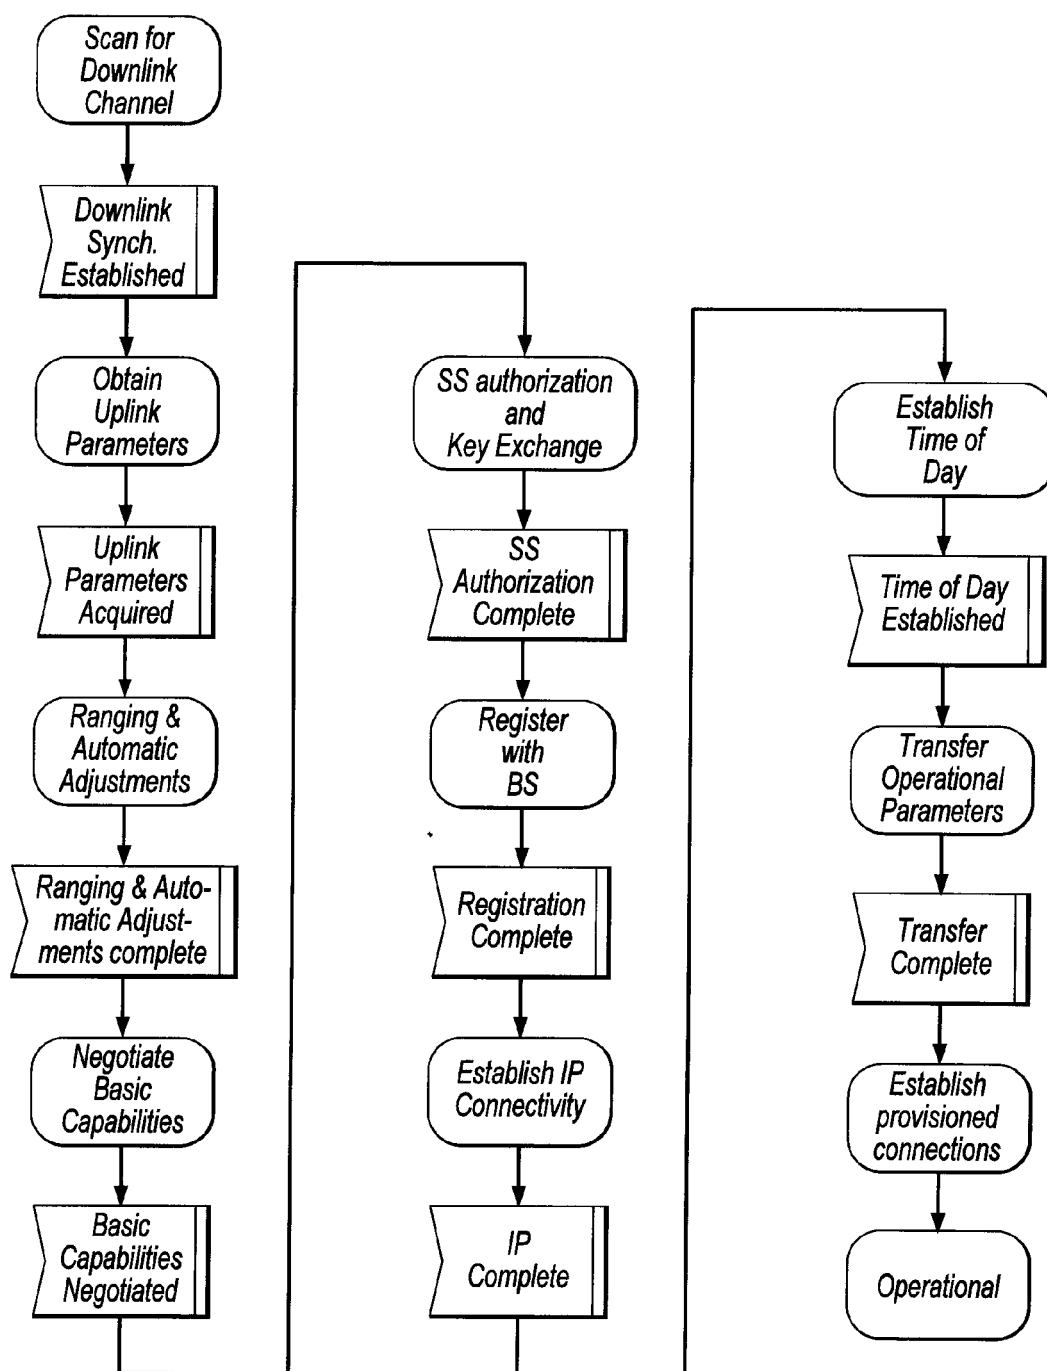 Scan for
Downlink
Channel
Downlink
Synch.
Established
Obtain
Uplink
Parameters
Uplink
Parameters
Acquired
Ranging &
Automatic
Adjustments
Ranging & Auto-
matic Adjust-
ments complete
Negotiate
Basic
Capabilities
Basic
Capabilities
Negotiated
SS authorization
and
Key Exchange
SS
Authorization
Complete
Register
with
BS
Registration
Complete
Establish IP
Connectivity
IP
Complete
Establish
Time of
Day
Time of Day
Established
Transfer
Operational
Parameters
Transfer
Complete
Establish
provisioned
connections
Operational